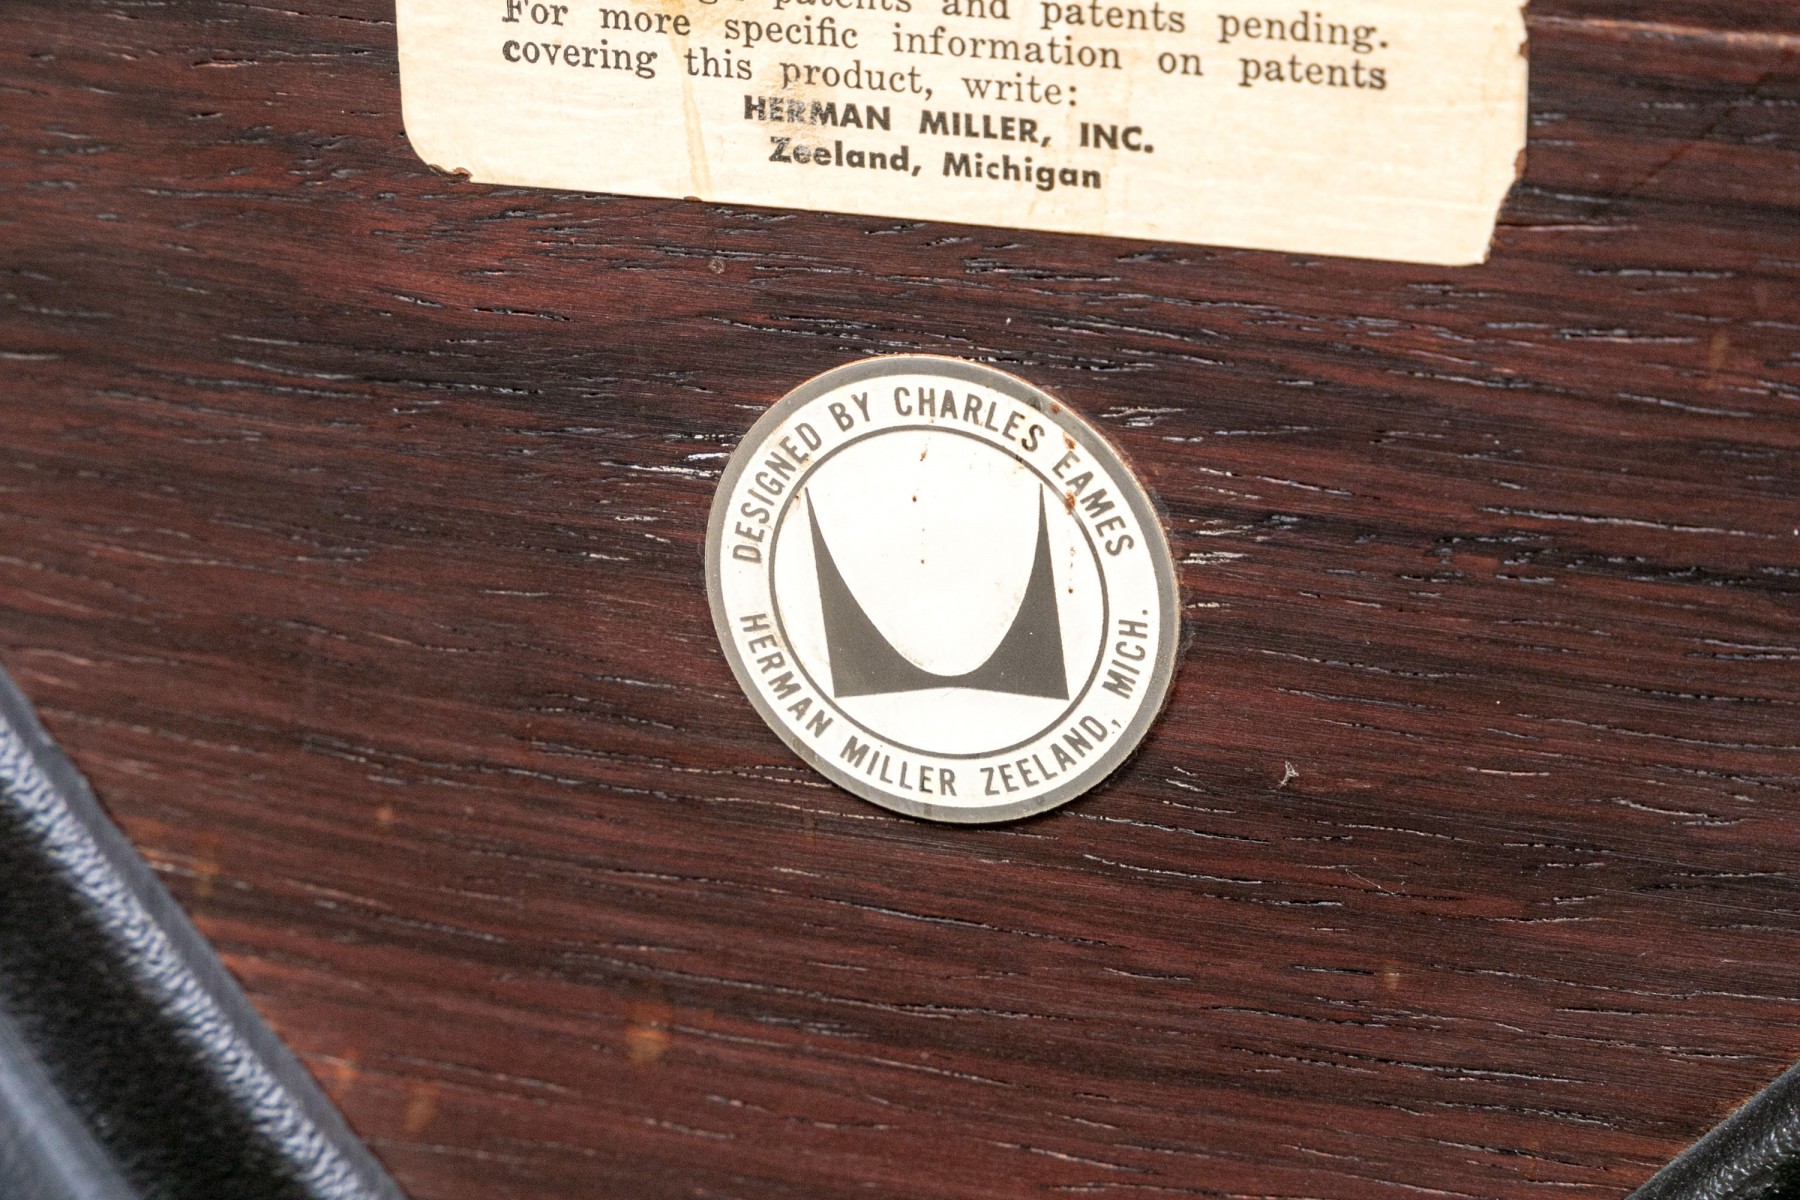 patents and patents pending.
For more specific information on patents
covering this product, write:
HERMAN MILLER, INC.
Zeeland, Michigan
DESIGNED BY CHARLES EAMES
HERMAN MILLER ZEELAND, MICH.